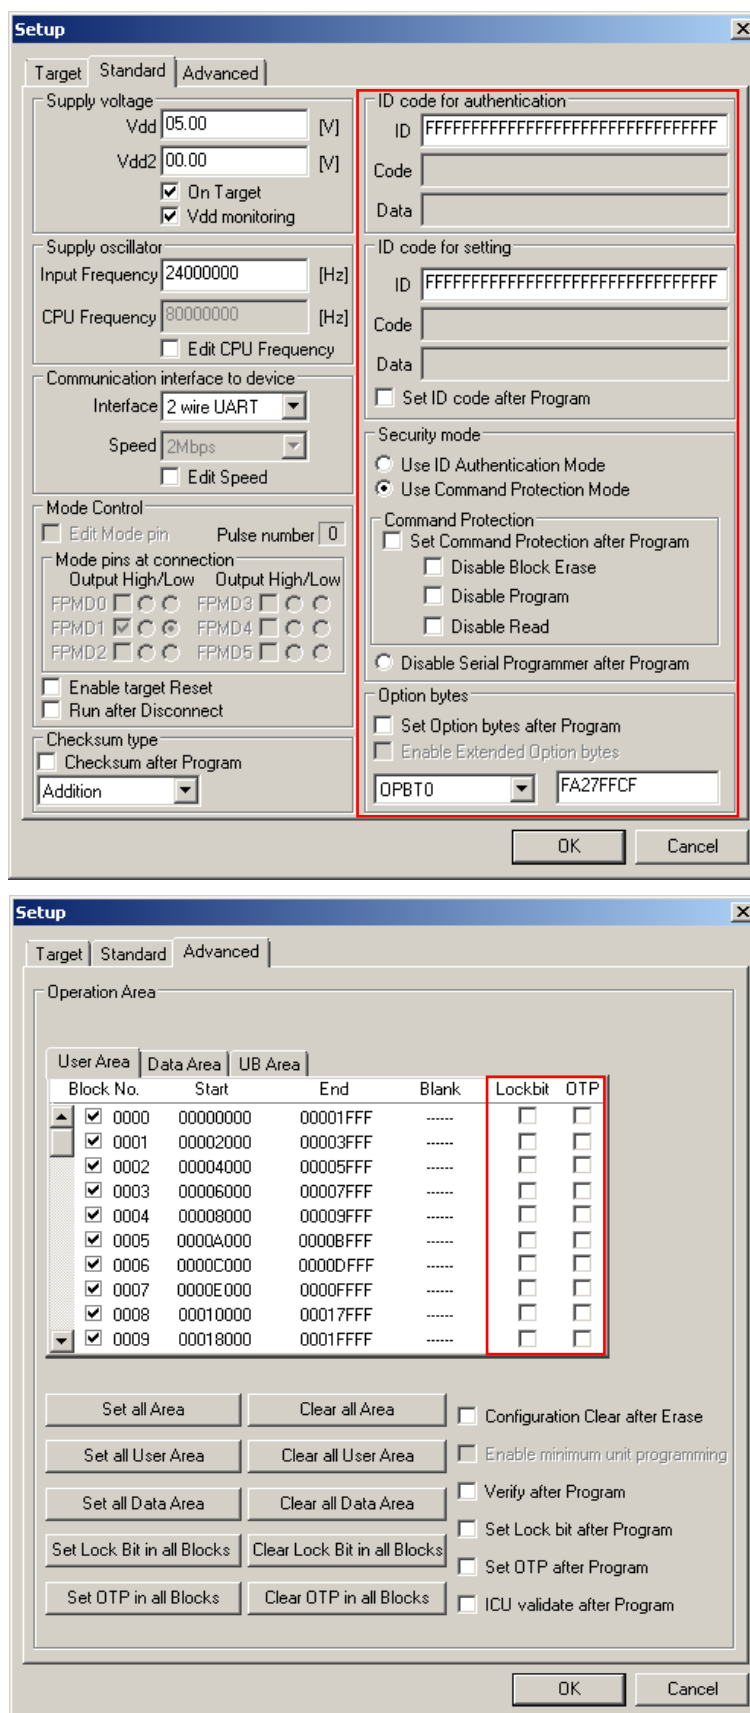 Setup
Target Standard Advanced
Supply voltage
Vdd 05.00 [V]
Vdd2 00.00 [V]
On Target
Vdd monitoring
Supply oscillator
Input Frequency 24000000 [Hz]
CPU Frequency 80000000 [Hz]
Edit CPU Frequency
Communication interface to device
Interface 2 wire UART
Speed 2Mbps
Edit Speed
Mode Control
Edit Mode pin Pulse number 0
Mode pins at connection
Output High/Low Output High/Low
FPMD0 FPMD3
FPMD1 FPMD4
FPMD2 FPMD5
Enable target Reset
Run after Disconnect
Checksum type
Checksum after Program
Addition
ID code for authentication
ID FFFFFFFFFFFFFFFFFFFFFFFFFFFFFFFF
Code
Data
ID code for setting
ID FFFFFFFFFFFFFFFFFFFFFFFFFFFFFFFF
Code
Data
Set ID code after Program
Security mode
Use ID Authentication Mode
Use Command Protection Mode
Command Protection
Set Command Protection after Program
Disable Block Erase
Disable Program
Disable Read
Disable Serial Programmer after Program
Option bytes
Set Option bytes after Program
Enable Extended Option bytes
OPBT0 FA27FFCF
OK Cancel
Setup
Target Standard Advanced
Operation Area
User Area Data Area UB Area
Block No. Start End Blank Lockbit OTP
0000 00000000 00001FFF ------
0001 00002000 00003FFF ------
0002 00004000 00005FFF ------
0003 00006000 00007FFF ------
0004 00008000 00009FFF ------
0005 0000A000 0000BFFF ------
0006 0000C000 0000DFFF ------
0007 0000E000 0000FFFF ------
0008 00010000 00017FFF ------
0009 00018000 0001FFFF ------
Set all Area Clear all Area
Set all User Area Clear all User Area
Set all Data Area Clear all Data Area
Set Lock Bit in all Blocks Clear Lock Bit in all Blocks
Set OTP in all Blocks Clear OTP in all Blocks
Configuration Clear after Erase
Enable minimum unit programming
Verify after Program
Set Lock bit after Program
Set OTP after Program
ICU validate after Program
OK Cancel